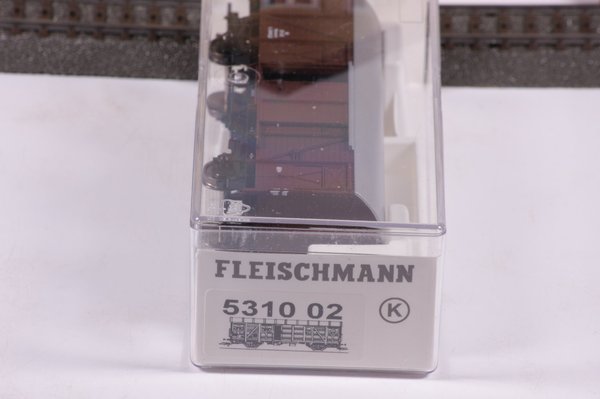 FLEISCHMANN
5310 02
K